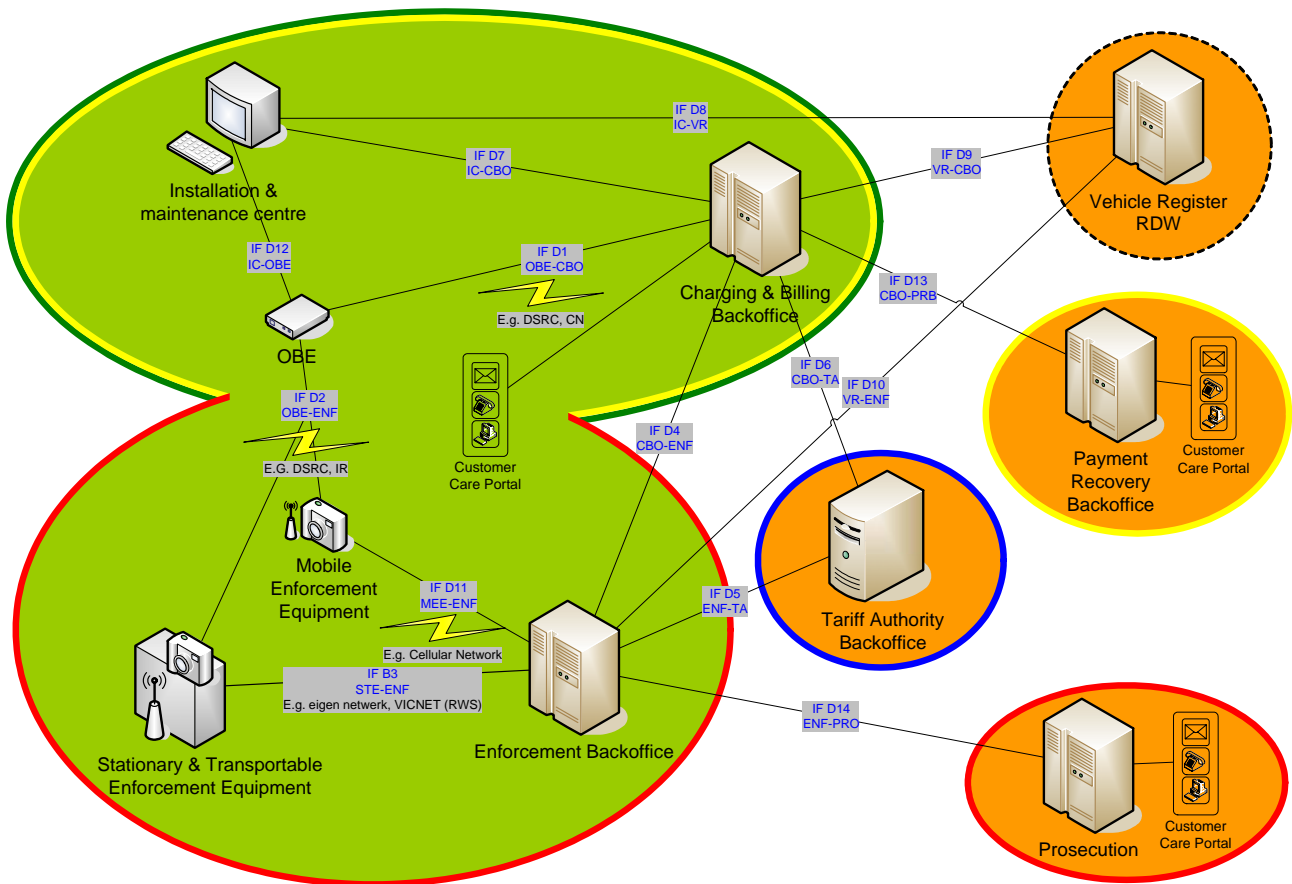 IF D8
IC-VR
IF D7
IC-CBO
IF D9
VR-CBO
Installation &
maintenance centre
Vehicle Register
RDW
IF D12
IC-OBE
IF D1
OBE-CBO
E.g. DSRC, CN
Charging & Billing
Backoffice
IF D13
CBO-PRB
OBE
IF D6
CBO-TA
IF D10
VR-ENF
IF D2
OBE-ENF
E.G. DSRC, IR
IF D4
CBO-ENF
Customer
Care Portal
Payment
Recovery
Backoffice
Customer
Care Portal
Mobile
Enforcement
Equipment
IF D11
MEE-ENF
E.g. Cellular Network
IF D5
ENF-TA
Tariff Authority
Backoffice
IF B3
STE-ENF
E.g. eigen netwerk, VICNET (RWS)
Stationary & Transportable
Enforcement Equipment
Enforcement Backoffice
IF D14
ENF-PRO
Prosecution
Customer
Care Portal